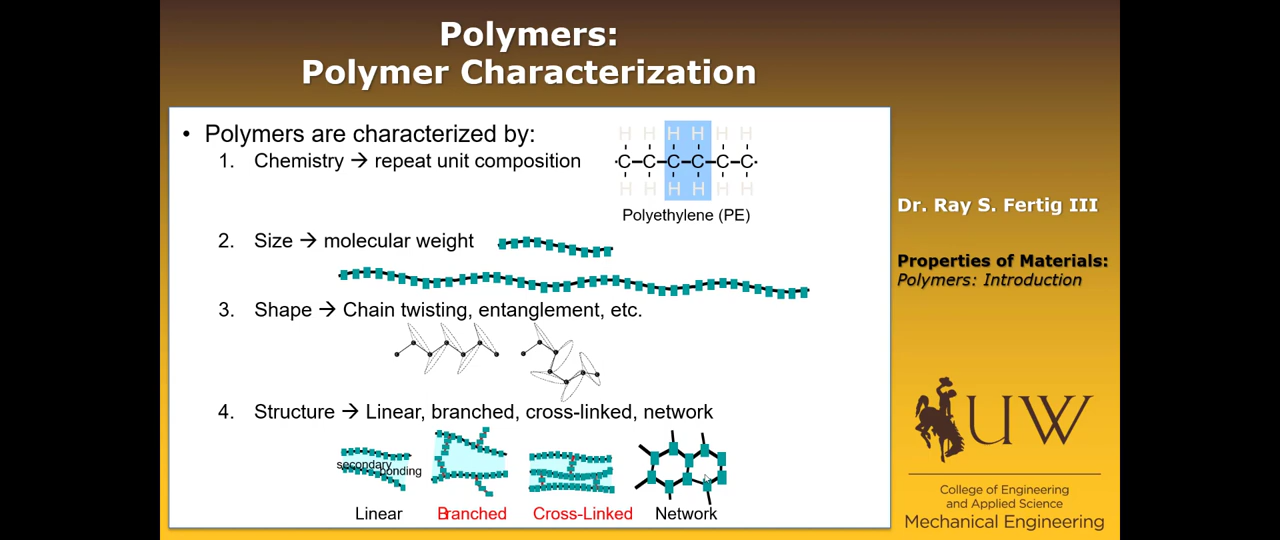 Polymers:
Polymer Characterization
• Polymers are characterized by:
1. Chemistry → repeat unit composition
H H H H H H
·C–C–C–C–C–C·
H H H H H H
Polyethylene (PE)
2. Size → molecular weight
3. Shape → Chain twisting, entanglement, etc.
4. Structure → Linear, branched, cross-linked, network
secondary
bonding
Linear
Branched
Cross-Linked
Network
Dr. Ray S. Fertig III
Properties of Materials:
Polymers: Introduction
UW
College of Engineering
and Applied Science
Mechanical Engineering